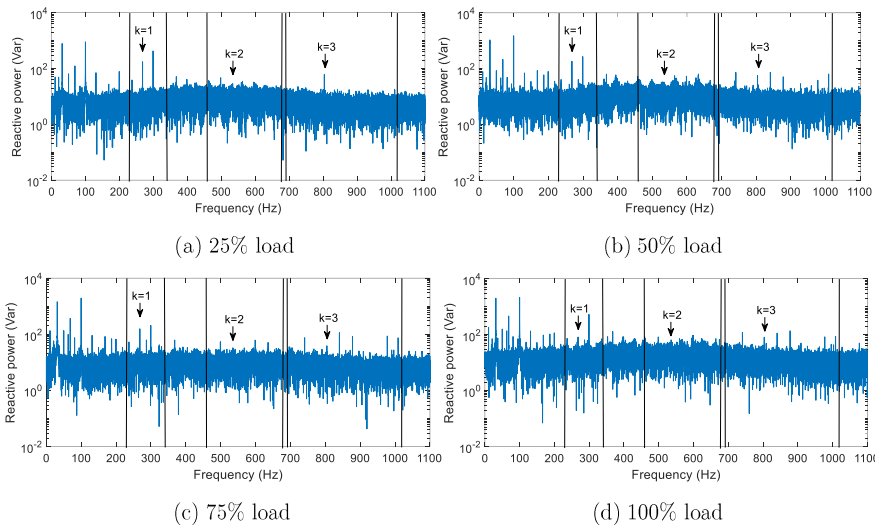 10^4
10^2
10^0
10^-2
Reactive power (Var)
k=1
k=2
k=3
0 100 200 300 400 500 600 700 800 900 1000 1100
Frequency (Hz)
(a) 25% load
10^4
10^2
10^0
10^-2
Reactive power (Var)
k=1
k=2
k=3
0 100 200 300 400 500 600 700 800 900 1000 1100
Frequency (Hz)
(b) 50% load
10^4
10^2
10^0
10^-2
Reactive power (Var)
k=1
k=2
k=3
0 100 200 300 400 500 600 700 800 900 1000 1100
Frequency (Hz)
(c) 75% load
10^4
10^2
10^0
10^-2
Reactive power (Var)
k=1
k=2
k=3
0 100 200 300 400 500 600 700 800 900 1000 1100
Frequency (Hz)
(d) 100% load